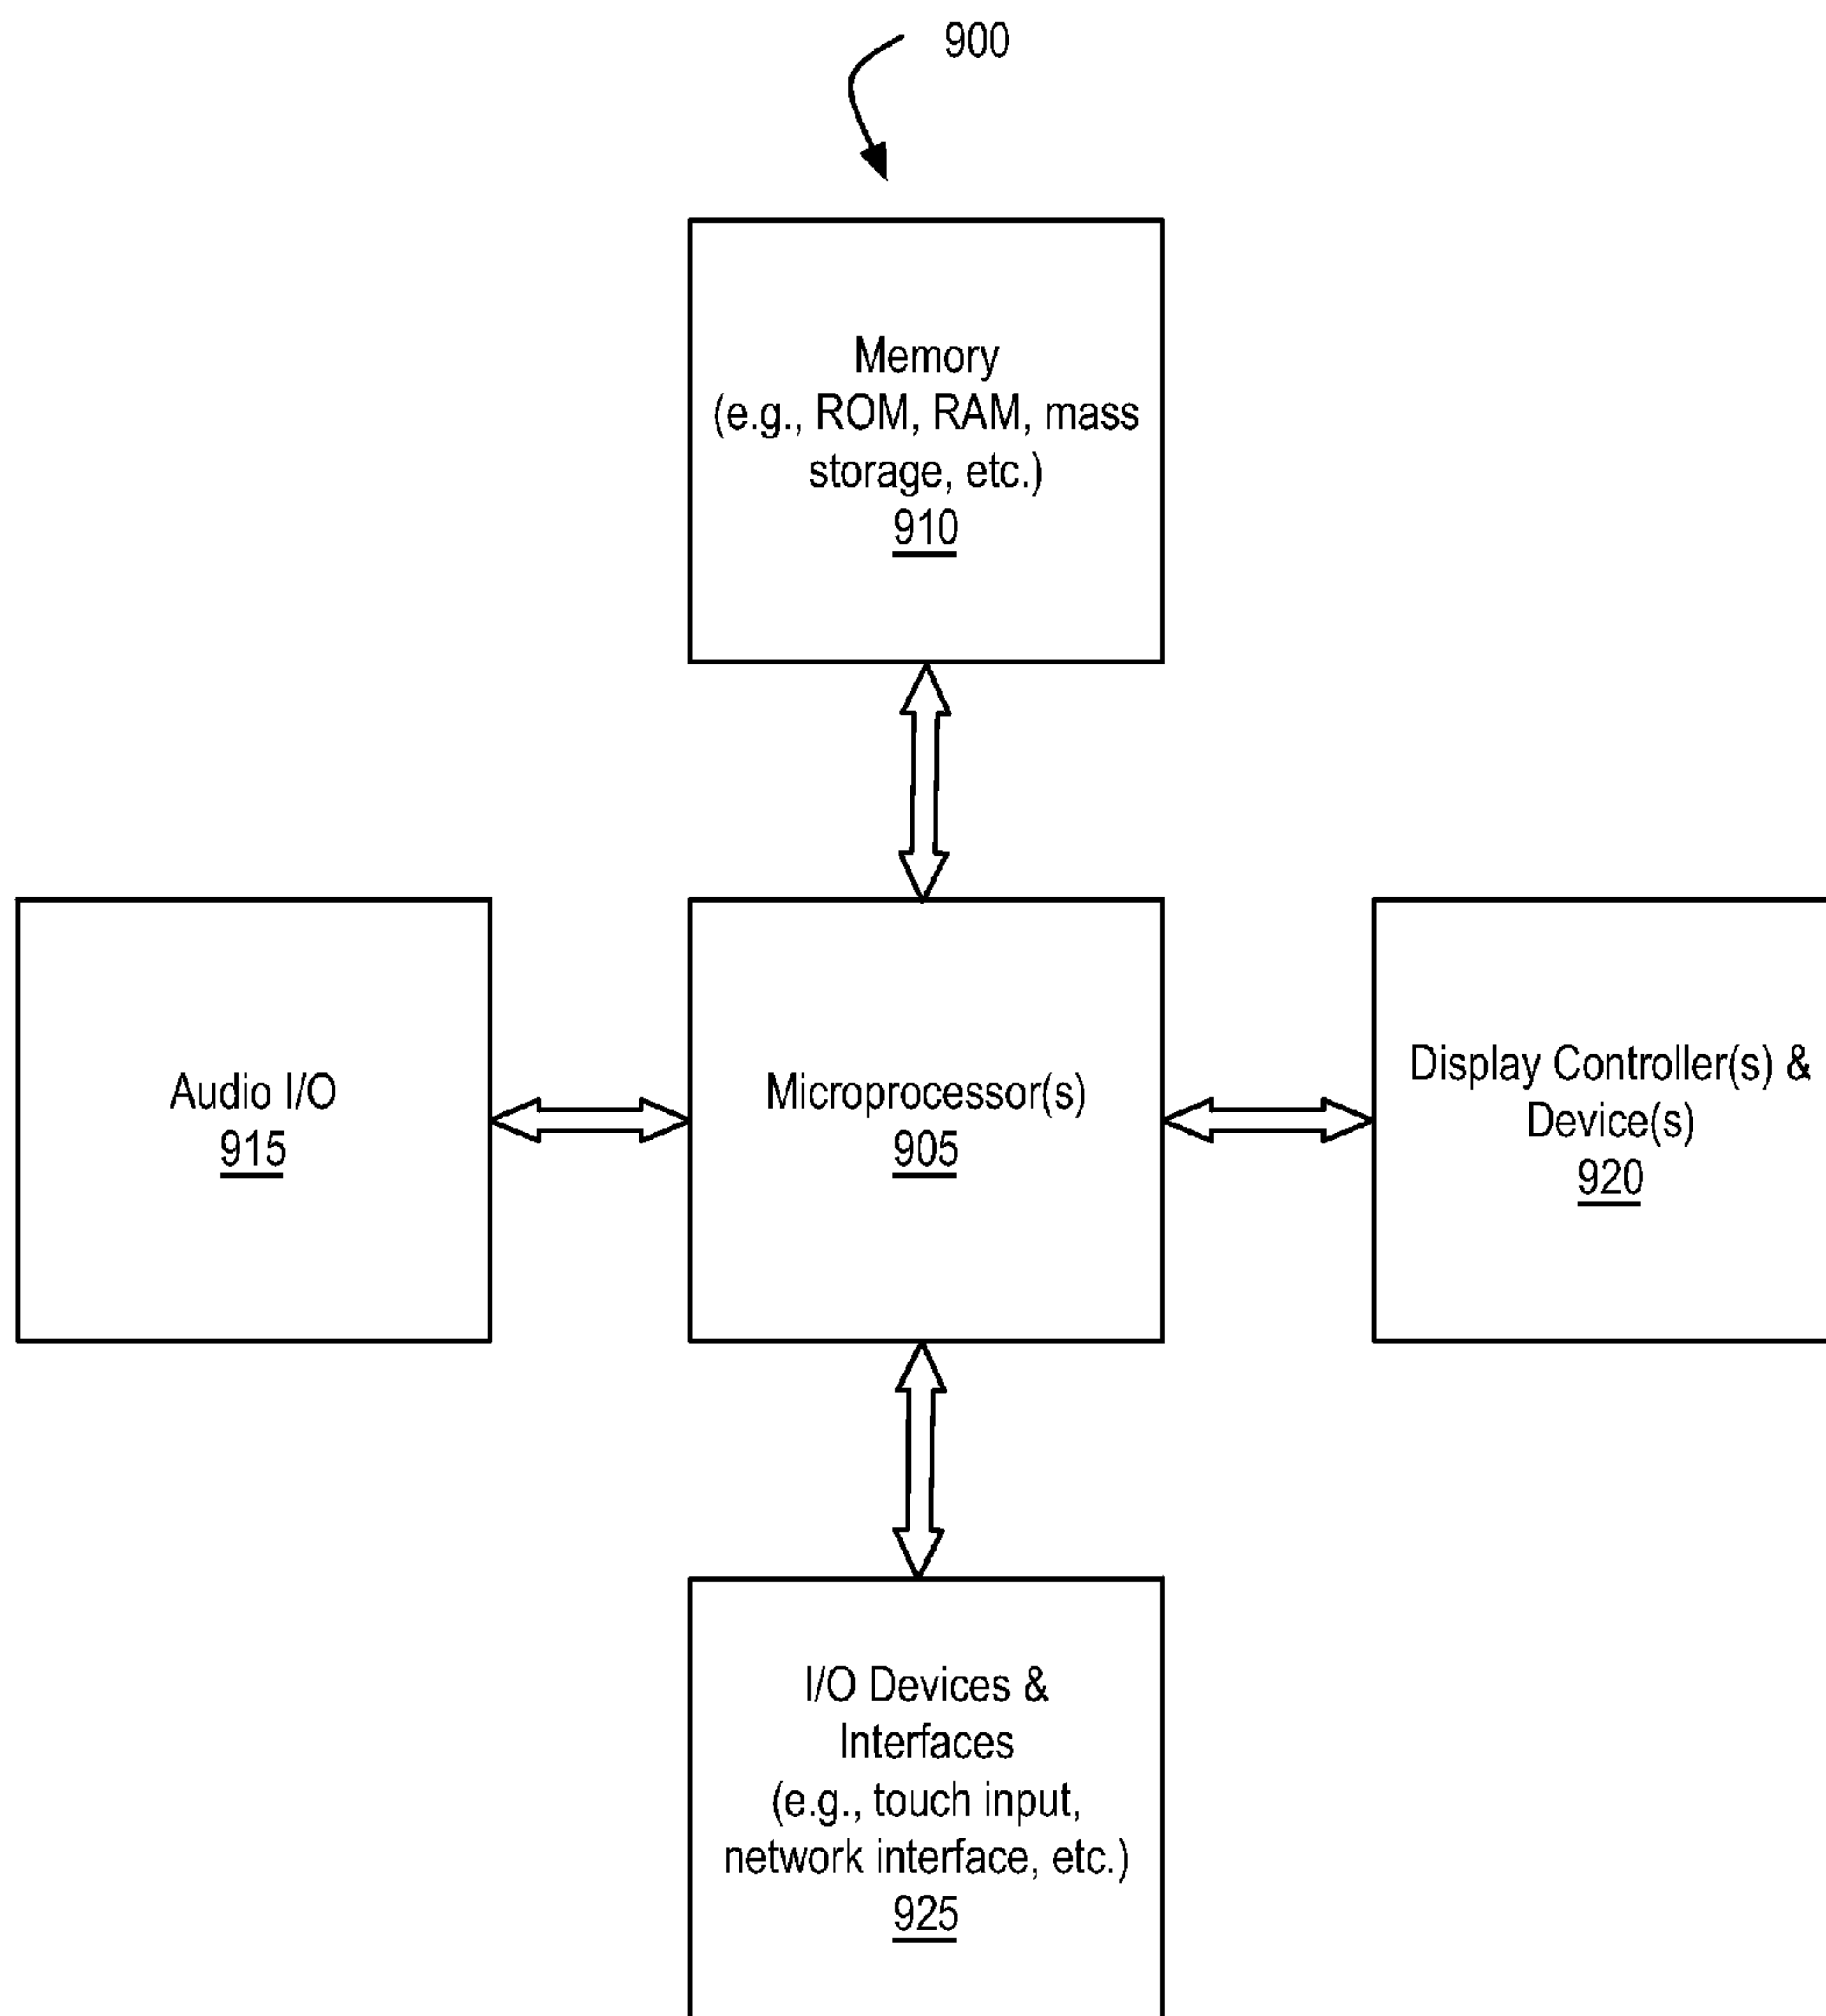 900
Memory
(e.g., ROM, RAM, mass
storage, etc.)
910
Audio I/O
915
Microprocessor(s)
905
Display Controller(s) &
Device(s)
920
I/O Devices &
Interfaces
(e.g., touch input,
network interface, etc.)
925